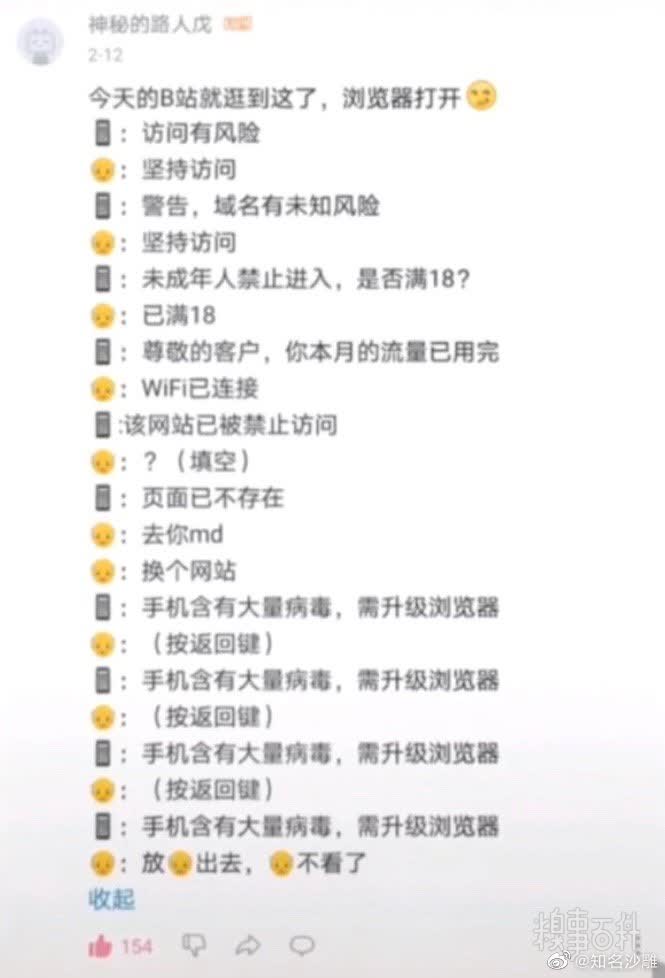 神秘的路人戊
2-12
今天的B站就逛到这了，浏览器打开😏
📱：访问有风险
👴：坚持访问
📱：警告，域名有未知风险
👴：坚持访问
📱：未成年人禁止进入，是否满18？
👴：已满18
📱：尊敬的客户，你本月的流量已用完
👴：WiFi已连接
📱:该网站已被禁止访问
👴：？（填空）
📱：页面已不存在
👴：去你md
👴：换个网站
📱：手机含有大量病毒，需升级浏览器
👴：（按返回键）
📱：手机含有大量病毒，需升级浏览器
👴：（按返回键）
📱：手机含有大量病毒，需升级浏览器
👴：（按返回键）
📱：手机含有大量病毒，需升级浏览器
👴：放👴出去，👴不看了
收起
154
糗事百科
@知名沙雕